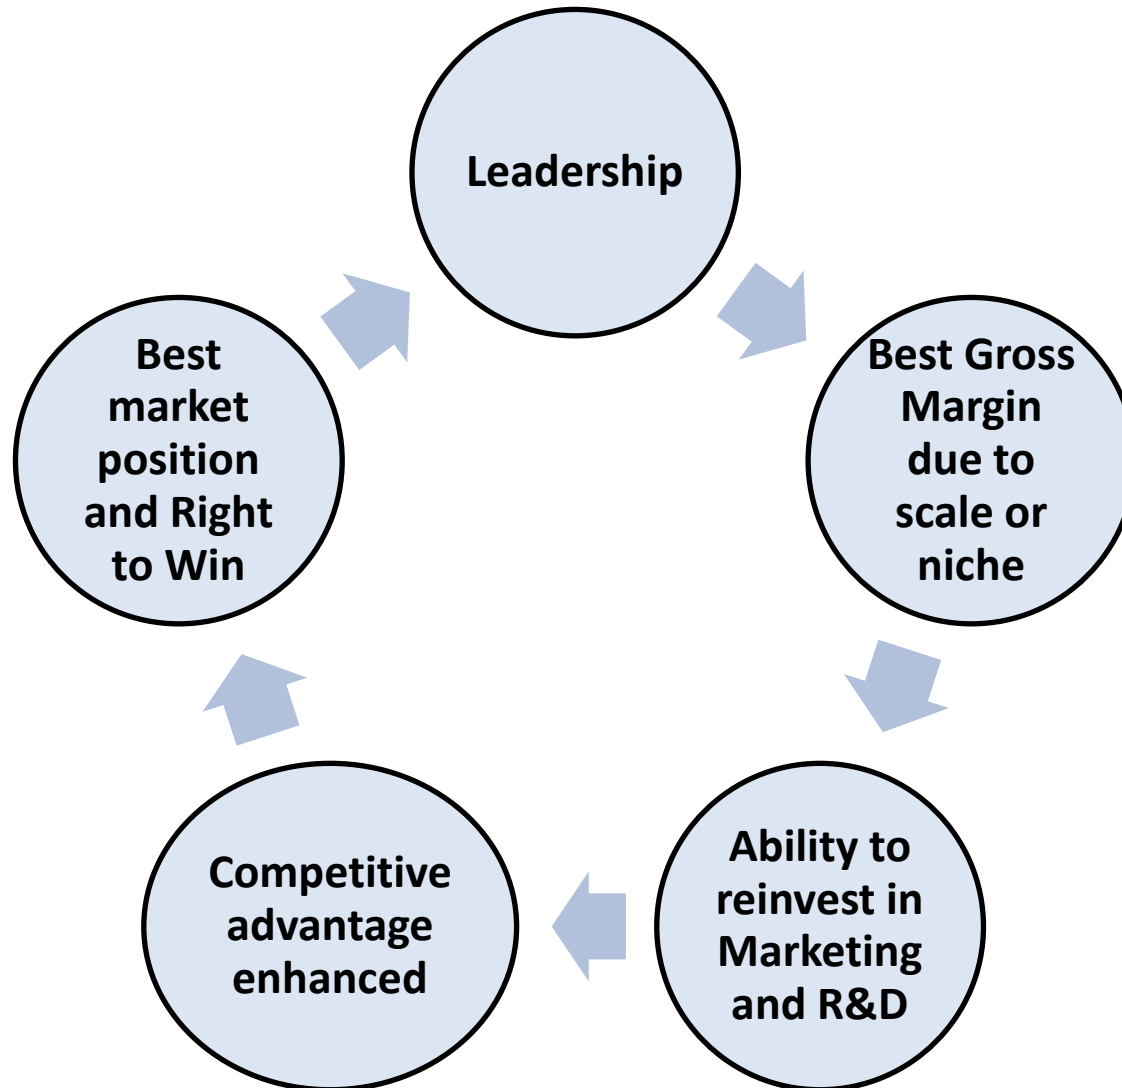 Leadership
Best Gross
Margin
due to
scale or
niche
Ability to
reinvest in
Marketing
and R&D
Competitive
advantage
enhanced
Best
market
position
and Right
to Win